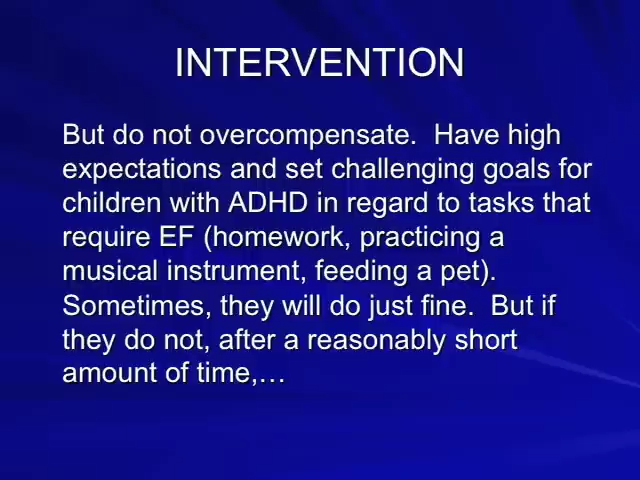 INTERVENTION
But do not overcompensate.  Have high
expectations and set challenging goals for
children with ADHD in regard to tasks that
require EF (homework, practicing a
musical instrument, feeding a pet).
Sometimes, they will do just fine.  But if
they do not, after a reasonably short
amount of time,…